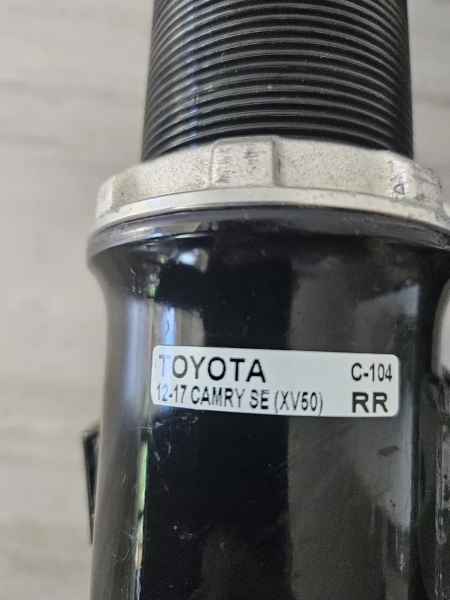 TOYOTA C-104
12-17 CAMRY SE (XV50) RR